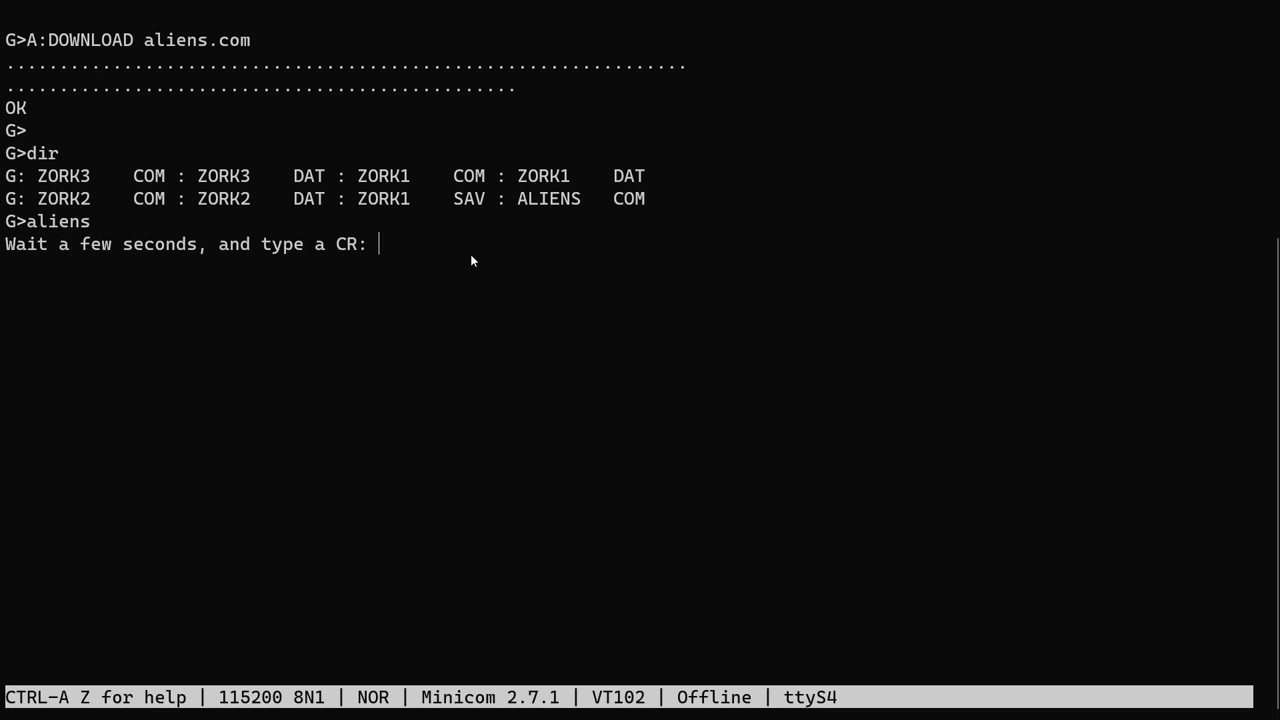 G>A:DOWNLOAD aliens.com
................................................................
................................................
OK
G>
G>dir
G: ZORK3    COM : ZORK3    DAT : ZORK1    COM : ZORK1    DAT
G: ZORK2    COM : ZORK2    DAT : ZORK1    SAV : ALIENS   COM
G>aliens
Wait a few seconds, and type a CR:
CTRL-A Z for help | 115200 8N1 | NOR | Minicom 2.7.1 | VT102 | Offline | ttyS4